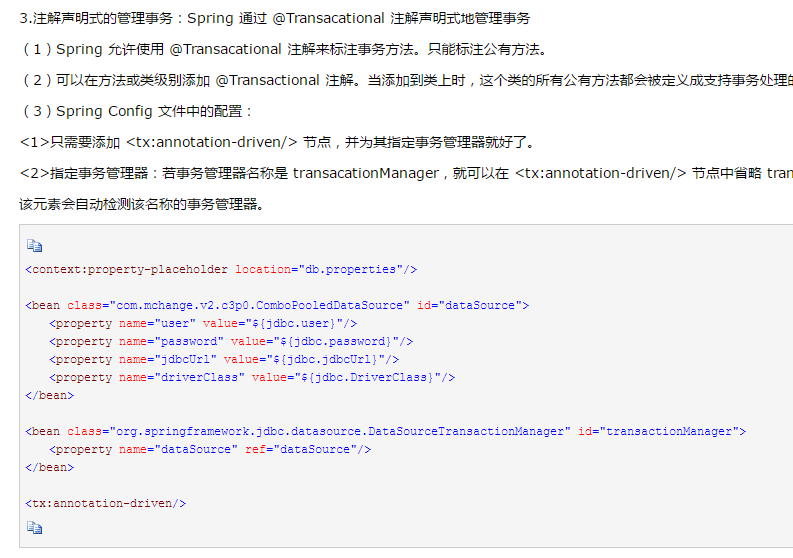 3.注解声明式的管理事务：Spring 通过 @Transacational 注解声明式地管理事务
（1）Spring 允许使用 @Transacational 注解来标注事务方法。只能标注公有方法。
（2）可以在方法或类级别添加 @Transactional 注解。当添加到类上时，这个类的所有公有方法都会被定义成支持事务处理的
（3）Spring Config 文件中的配置：
<1>只需要添加 <tx:annotation-driven/> 节点，并为其指定事务管理器就好了。
<2>指定事务管理器：若事务管理器名称是 transacationManager，就可以在 <tx:annotation-driven/> 节点中省略 tran
该元素会自动检测该名称的事务管理器。
<context:property-placeholder location="db.properties"/>
<bean class="com.mchange.v2.c3p0.ComboPooledDataSource" id="dataSource">
<property name="user" value="${jdbc.user}"/>
<property name="password" value="${jdbc.password}"/>
<property name="jdbcUrl" value="${jdbc.jdbcUrl}"/>
<property name="driverClass" value="${jdbc.DriverClass}"/>
</bean>
<bean class="org.springframework.jdbc.datasource.DataSourceTransactionManager" id="transactionManager">
<property name="dataSource" ref="dataSource"/>
</bean>
<tx:annotation-driven/>